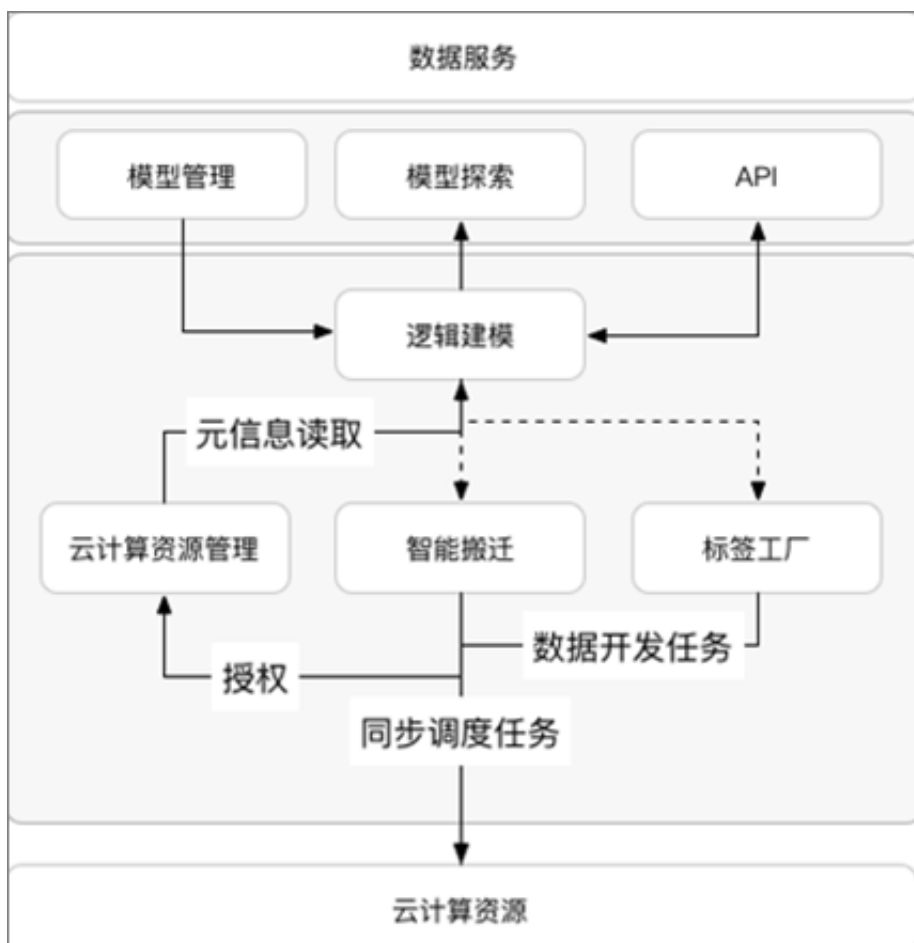 数据服务
模型管理
模型探索
API
逻辑建模
元信息读取
云计算资源管理
智能搬迁
标签工厂
数据开发任务
授权
同步调度任务
云计算资源